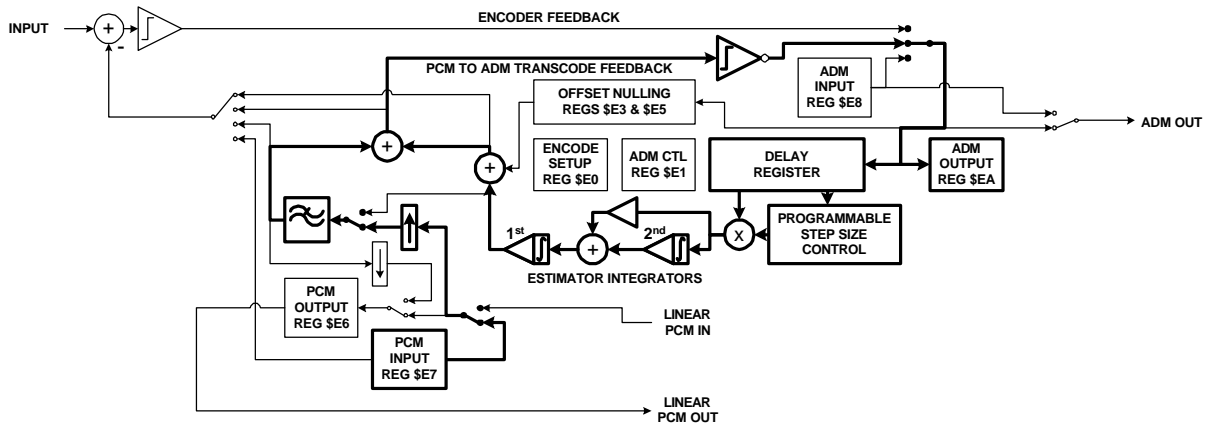 ENCODER FEEDBACK
INPUT
+
-
PCM TO ADM TRANSCODE FEEDBACK
ADM
INPUT
REG $E8
OFFSET NULLING
REGS $E3 & $E5
ADM OUT
+
+
ENCODE
SETUP
REG $E0
ADM CTL
REG $E1
DELAY
REGISTER
ADM
OUTPUT
REG $EA
1st
+
2nd
X
PROGRAMMABLE
STEP SIZE
CONTROL
ESTIMATOR INTEGRATORS
PCM
OUTPUT
REG $E6
LINEAR
PCM IN
PCM
INPUT
REG $E7
LINEAR
PCM OUT